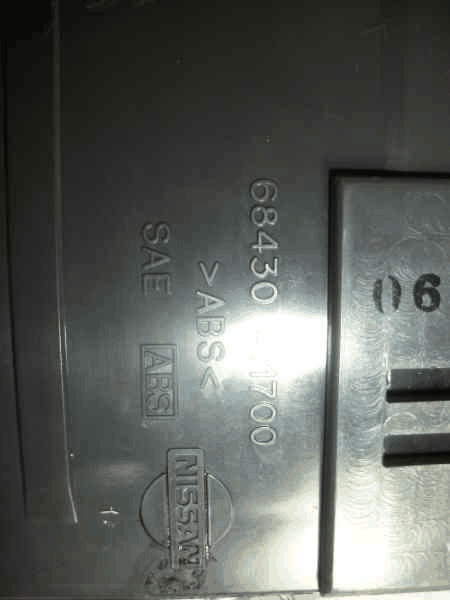 68430 1700
>ABS<
SAE ABS NISSAN
06